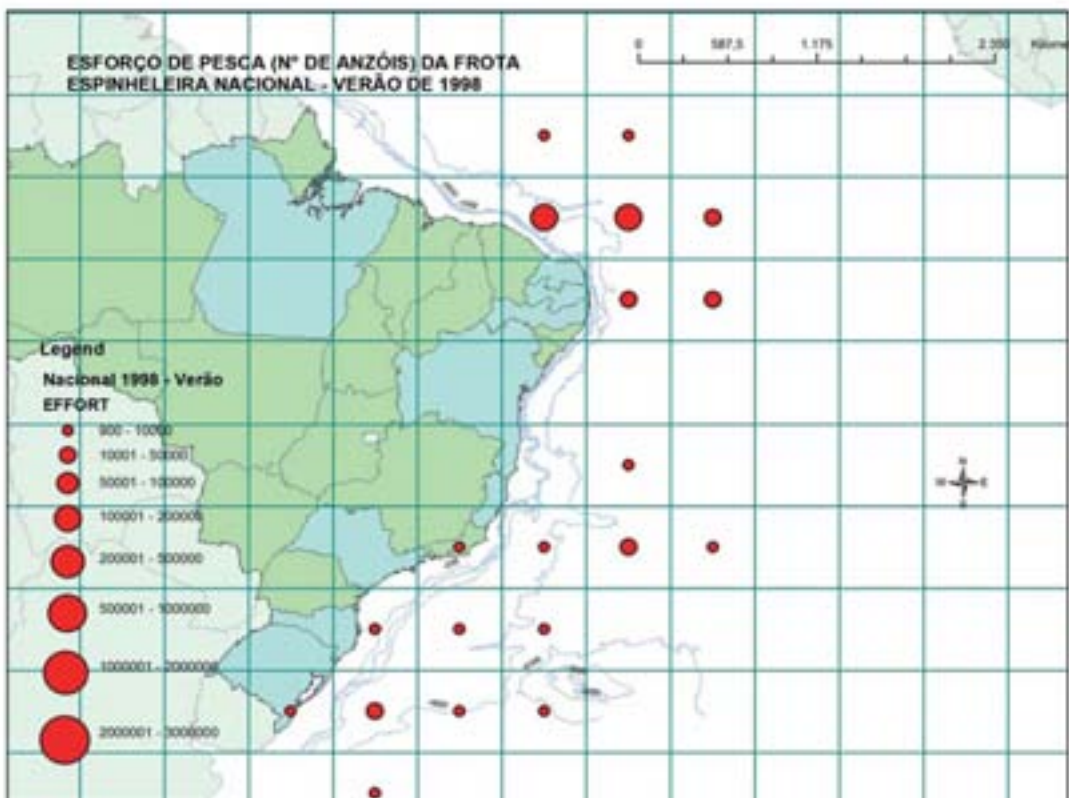 ESFORÇO DE PESCA (N° DE ANZÓIS) DA FROTA
ESPINHELEIRA NACIONAL - VERÃO DE 1998
0 587,5 1.175 2.350
Legend
Nacional 1998 - Verão
EFFORT
900 - 10000
10001 - 50000
50001 - 100000
100001 - 200000
200001 - 500000
500001 - 1000000
1000001 - 2000000
2000001 - 3000000
N
W E
S